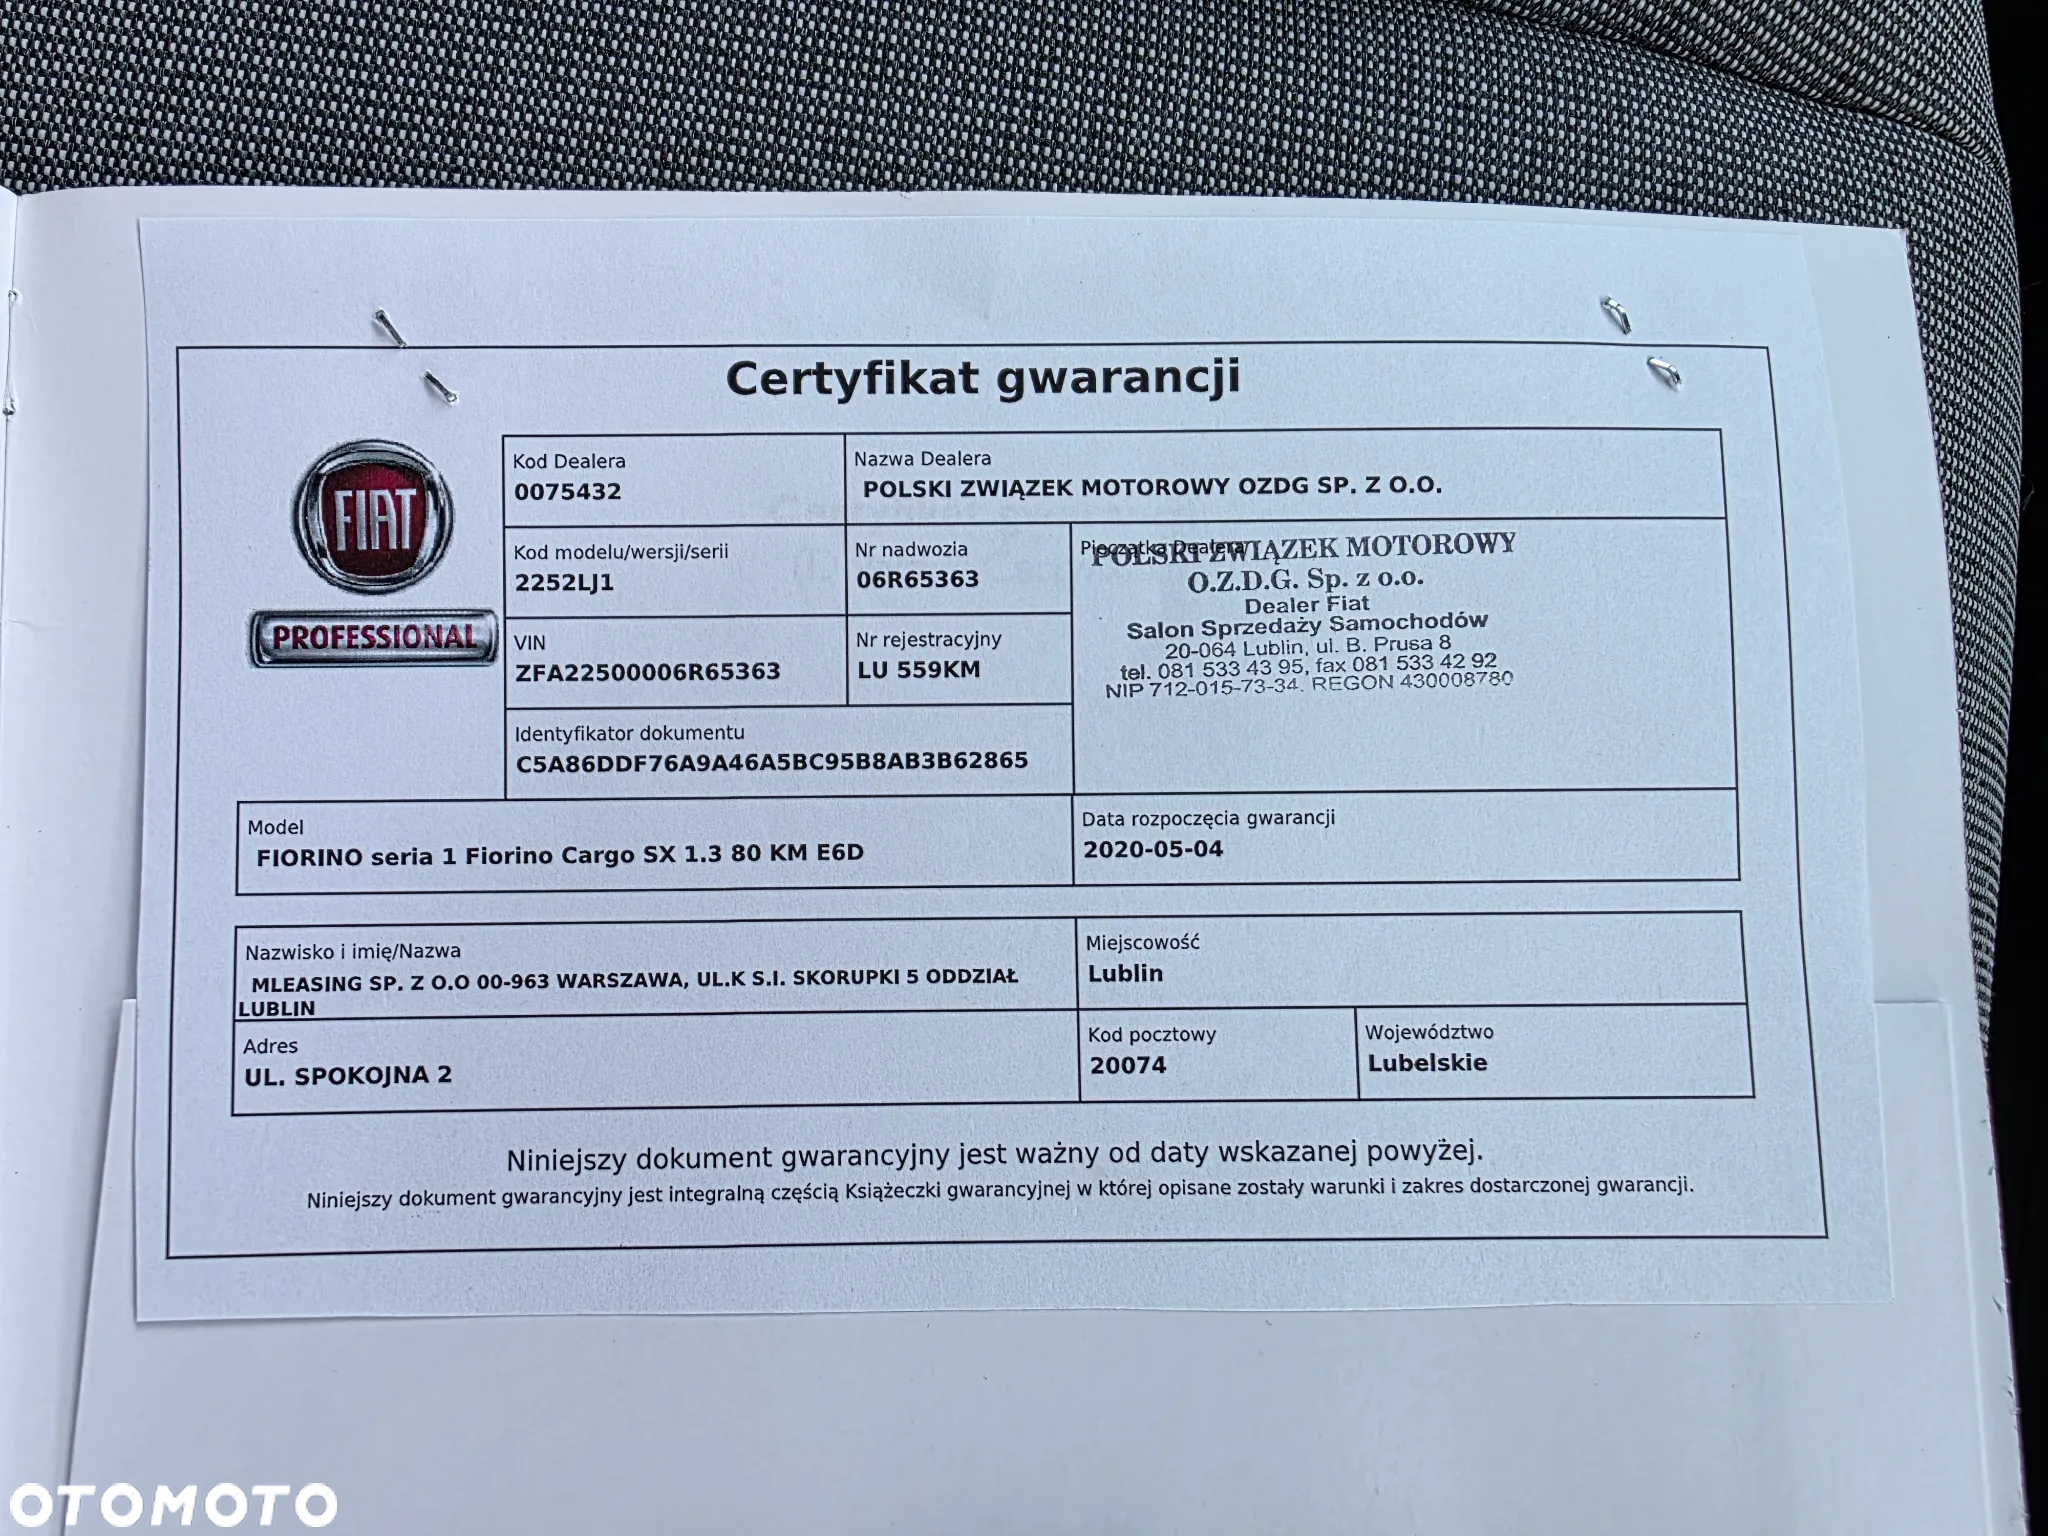 Certyfikat gwarancji
FIAT
PROFESSIONAL
Kod Dealera
0075432
Nazwa Dealera
POLSKI ZWIĄZEK MOTOROWY OZDG SP. Z O.O.
Kod modelu/wersji/serii
2252LJ1
Nr nadwozia
06R65363
Pieczątka Dealera
POLSKI ZWIĄZEK MOTOROWY
O.Z.D.G. Sp. z o.o.
Dealer Fiat
Salon Sprzedaży Samochodów
20-064 Lublin, ul. B. Prusa 8
tel. 081 533 43 95, fax 081 533 42 92
NIP 712-015-73-34. REGON 430008780
VIN
ZFA22500006R65363
Nr rejestracyjny
LU 559KM
Identyfikator dokumentu
C5A86DDF76A9A46A5BC95B8AB3B62865
Model
FIORINO seria 1 Fiorino Cargo SX 1.3 80 KM E6D
Data rozpoczęcia gwarancji
2020-05-04
Nazwisko i imię/Nazwa
MLEASING SP. Z O.O 00-963 WARSZAWA, UL.K S.I. SKORUPKI 5 ODDZIAŁ
LUBLIN
Miejscowość
Lublin
Adres
UL. SPOKOJNA 2
Kod pocztowy
20074
Województwo
Lubelskie
Niniejszy dokument gwarancyjny jest ważny od daty wskazanej powyżej.
Niniejszy dokument gwarancyjny jest integralną częścią Książeczki gwarancyjnej w której opisane zostały warunki i zakres dostarczonej gwarancji.
OTOMOTO